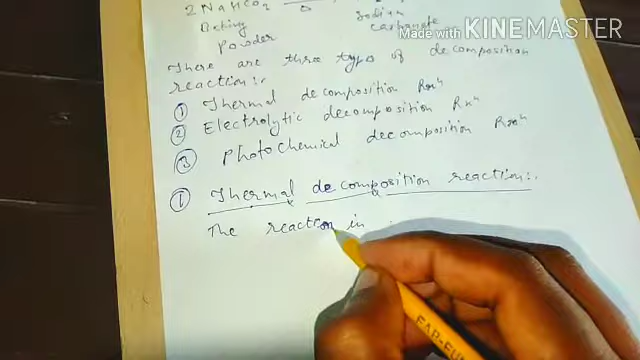 Made with KINEMASTER
2NaHCO₃
Baking Sodium
Powder carbonate
There are three types of decomposition
reaction:-
① Thermal decomposition Rxⁿ
② Electrolytic decomposition Rxⁿ
③ Photochemical decomposition Rxⁿ
① Thermal decomposition reaction:-
The reaction in